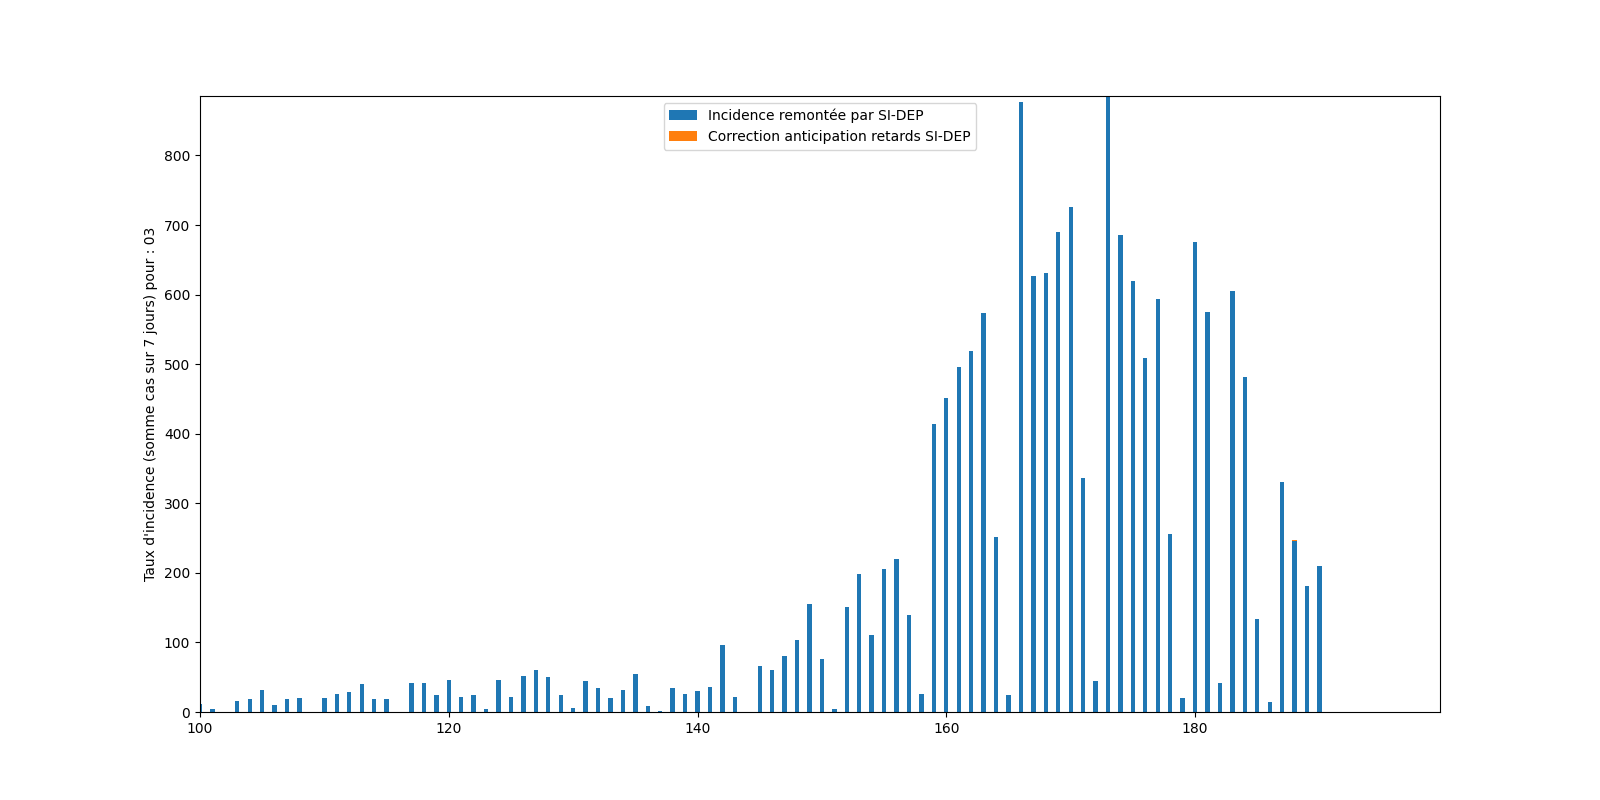 Incidence remontée par SI-DEP
Correction anticipation retards SI-DEP
Taux d'incidence (somme cas sur 7 jours) pour : 03
800
700
600
500
400
300
200
100
0
100 120 140 160 180